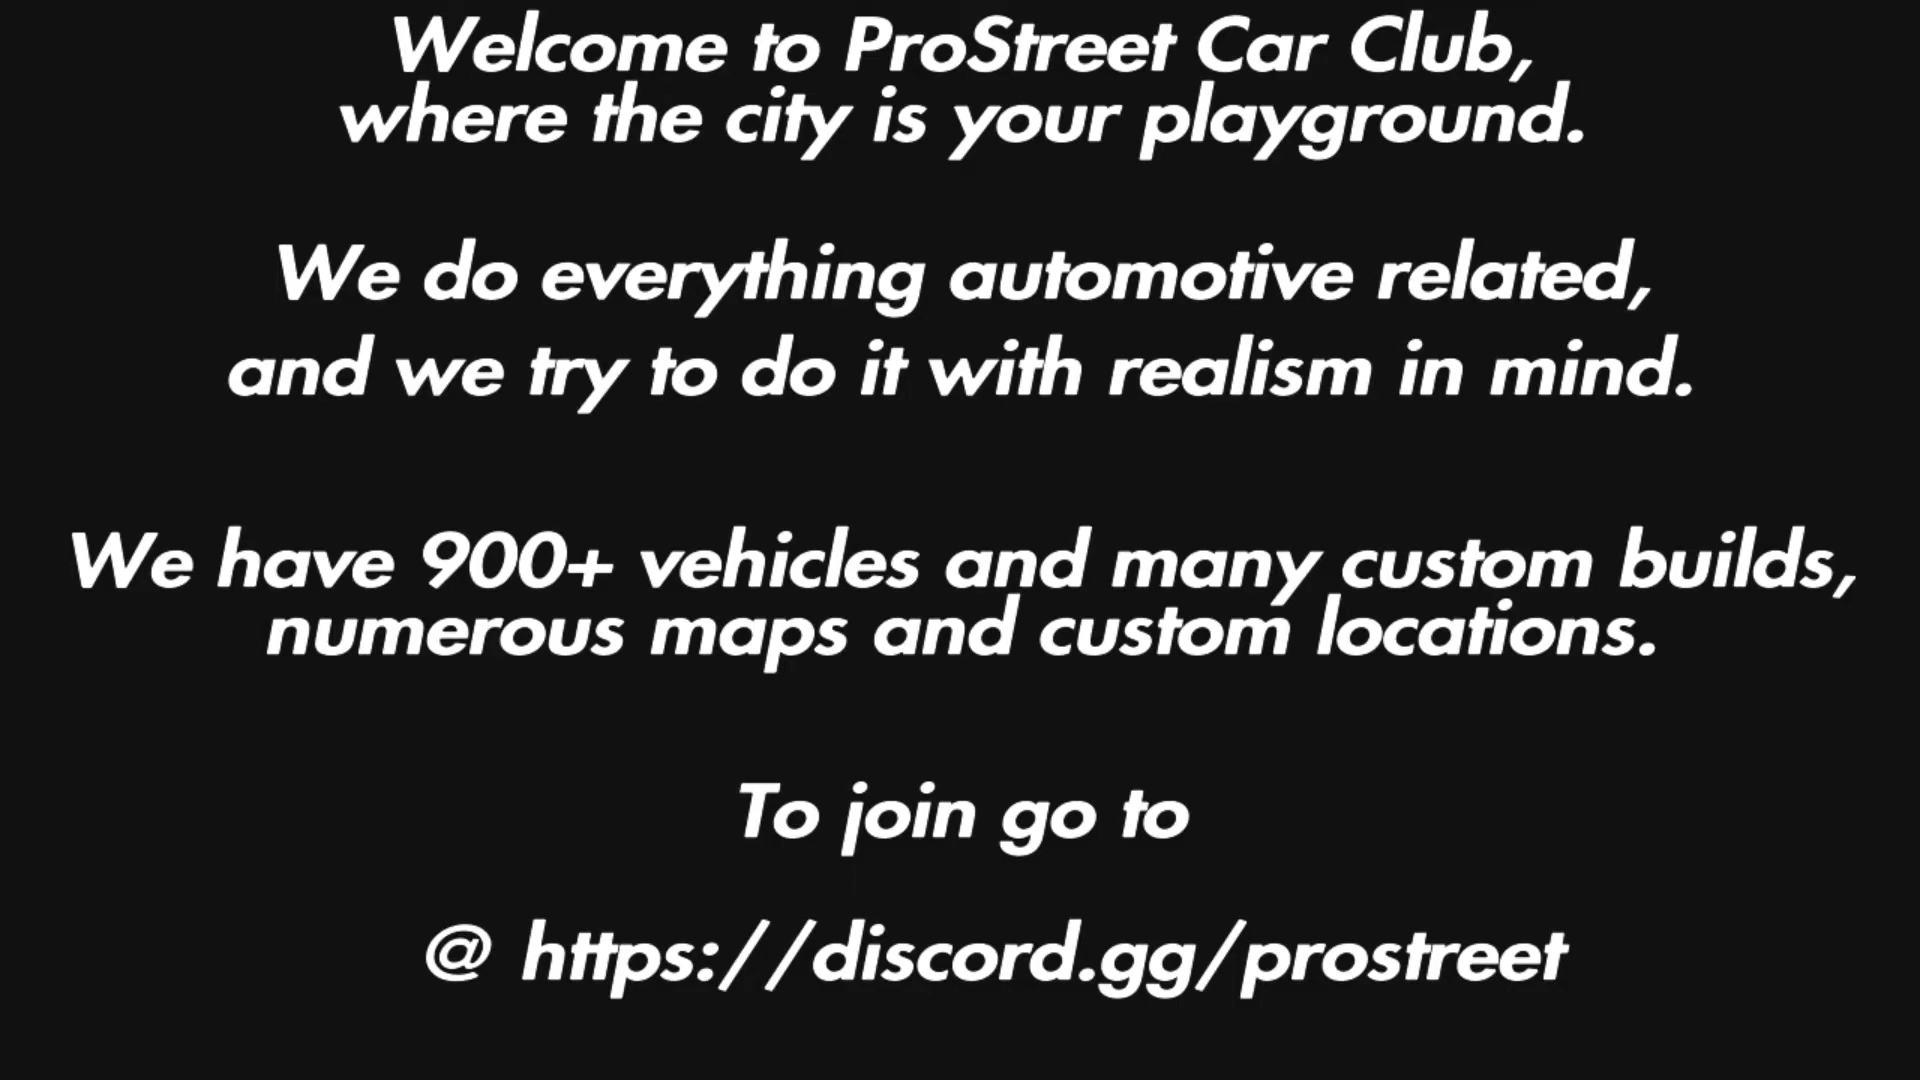 Welcome to ProStreet Car Club,
where the city is your playground.
We do everything automotive related,
and we try to do it with realism in mind.
We have 900+ vehicles and many custom builds,
numerous maps and custom locations.
To join go to
@ https://discord.gg/prostreet